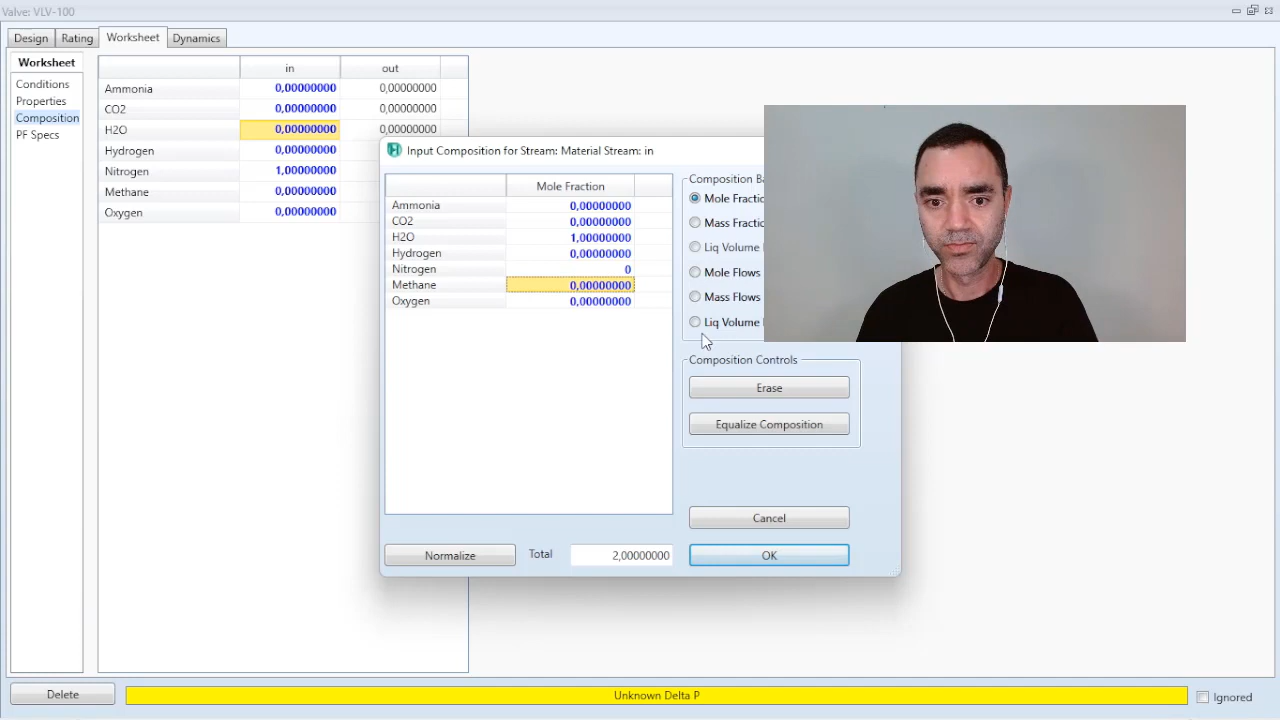 Valve: VLV-100
Design Rating Worksheet Dynamics
Worksheet
Conditions
Properties
Composition
PF Specs
in out
Ammonia 0,00000000 0,00000000
CO2 0,00000000 0,00000000
H2O 0,00000000 0,00000000
Hydrogen 0,00000000
Nitrogen 1,00000000
Methane 0,00000000
Oxygen 0,00000000
Input Composition for Stream: Material Stream: in
Mole Fraction
Ammonia 0,00000000
CO2 0,00000000
H2O 1,00000000
Hydrogen 0,00000000
Nitrogen 0
Methane 0,00000000
Oxygen 0,00000000
Composition Ba
Mole Fractio
Mass Fractio
Liq Volume
Mole Flows
Mass Flows
Liq Volume
Composition Controls
Erase
Equalize Composition
Cancel
Normalize Total 2,00000000 OK
Delete Unknown Delta P Ignored